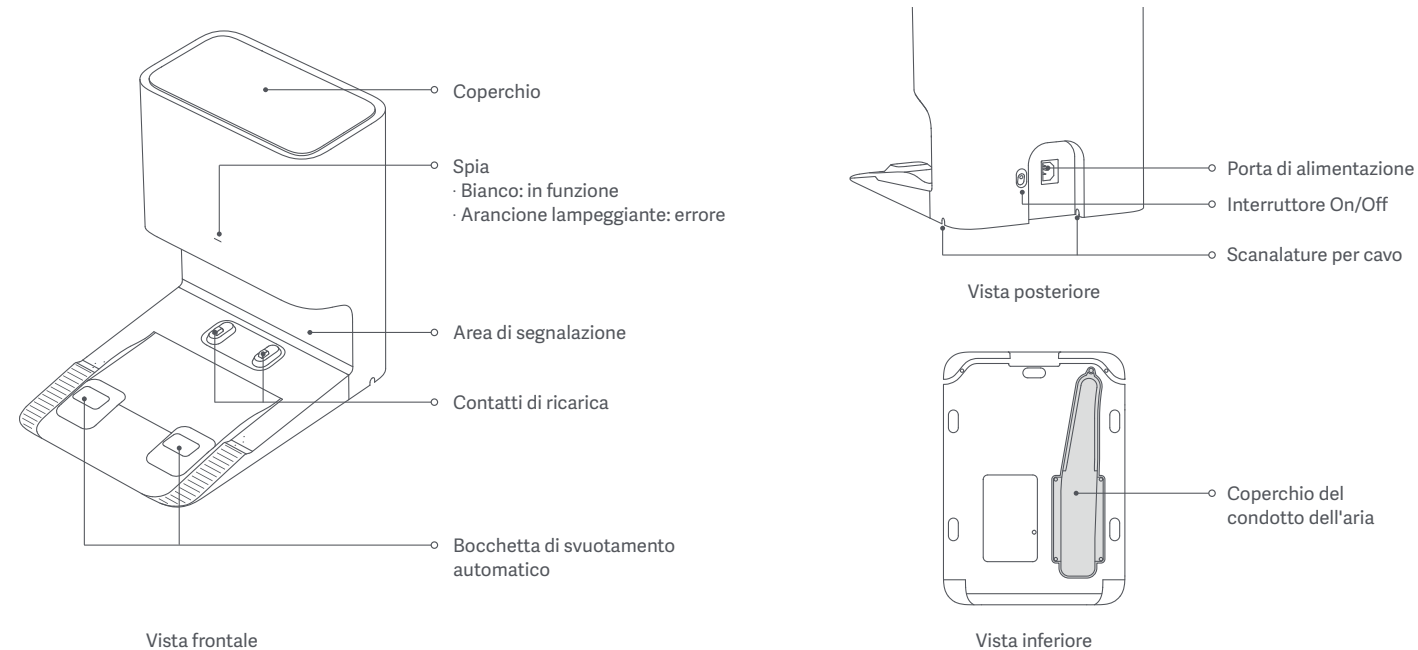 Coperchio
Spia
· Bianco: in funzione
· Arancione lampeggiante: errore
Area di segnalazione
Contatti di ricarica
Bocchetta di svuotamento
automatico
Vista frontale
Porta di alimentazione
Interruttore On/Off
Scanalature per cavo
Vista posteriore
Coperchio del
condotto dell'aria
Vista inferiore